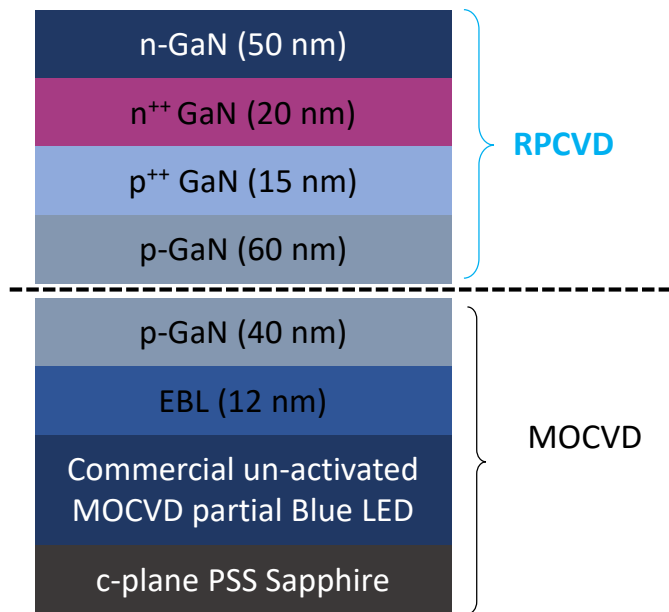 n-GaN (50 nm)
n++ GaN (20 nm)
RPCVD
p++ GaN (15 nm)
p-GaN (60 nm)
p-GaN (40 nm)
EBL (12 nm)
MOCVD
Commercial un-activated
MOCVD partial Blue LED
c-plane PSS Sapphire